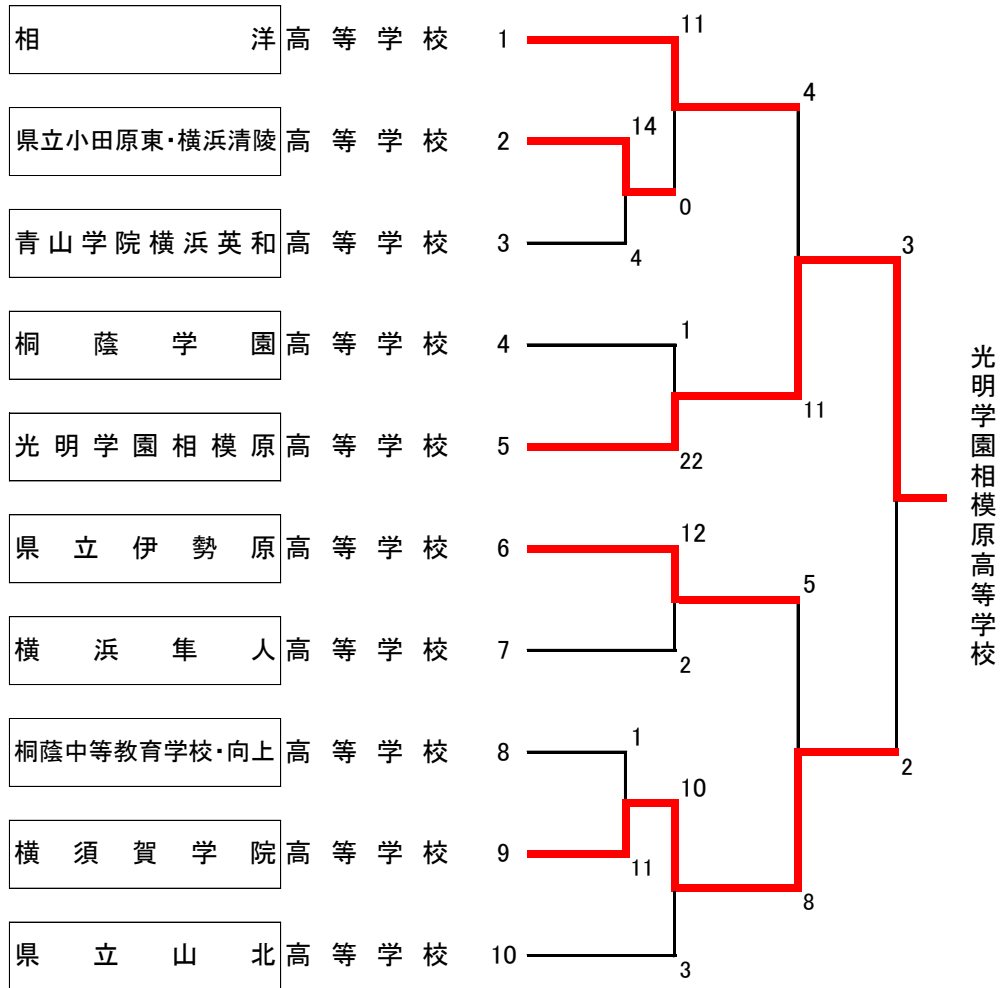 相洋高等学校 1
県立小田原東・横浜清陵高等学校 2
青山学院横浜英和高等学校 3
桐蔭学園高等学校 4
光明学園相模原高等学校 5
県立伊勢原高等学校 6
横浜隼人高等学校 7
桐蔭中等教育学校・向上高等学校 8
横須賀学院高等学校 9
県立山北高等学校 10
11
14
0
4
1
22
12
2
1
11
10
3
4
11
5
8
3
2
光明学園相模原高等学校